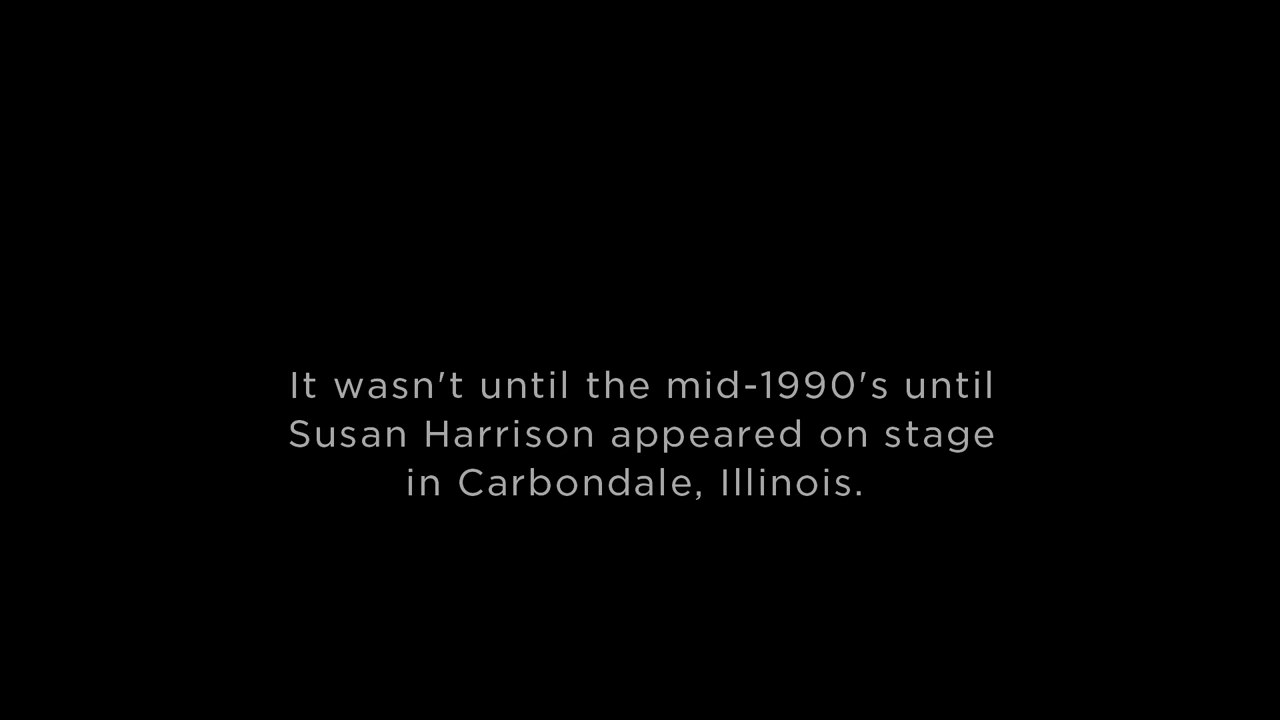 It wasn't until the mid-1990's until
Susan Harrison appeared on stage
in Carbondale, Illinois.